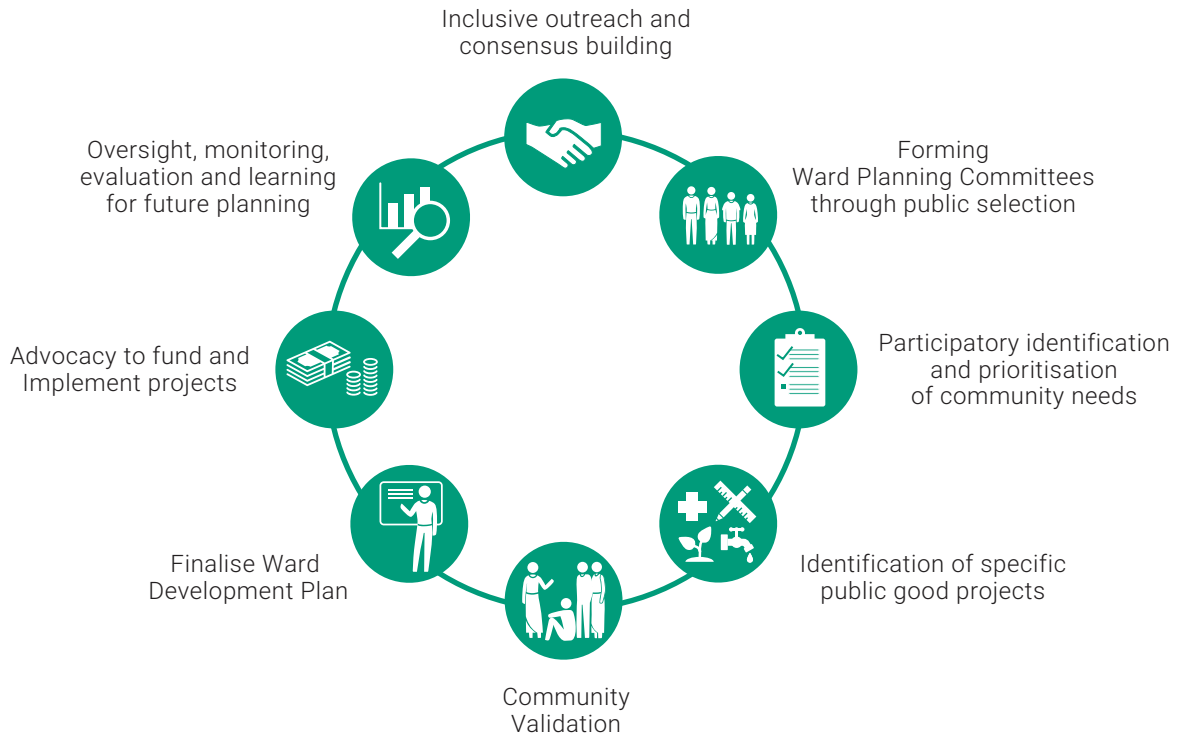 Inclusive outreach and
consensus building
Forming
Ward Planning Committees
through public selection
Participatory identification
and prioritisation
of community needs
Identification of specific
public good projects
Community
Validation
Finalise Ward
Development Plan
Advocacy to fund and
Implement projects
Oversight, monitoring,
evaluation and learning
for future planning